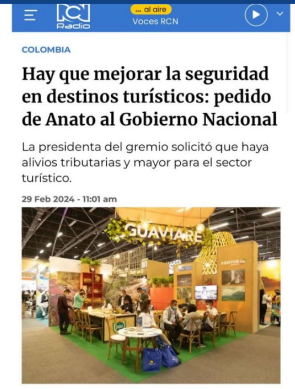 RCN
Radio
... al aire
Voces RCN
COLOMBIA
Hay que mejorar la seguridad
en destinos turísticos: pedido
de Anato al Gobierno Nacional
La presidenta del gremio solicitó que haya
alivios tributarias y mayor para el sector
turístico.
29 Feb 2024 - 11:01 am
GUAVIARE